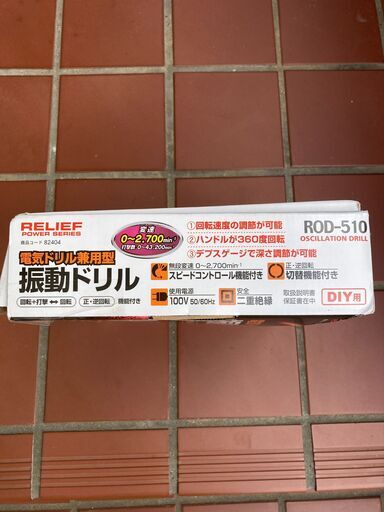 RELIEF
POWER SERIES
商品コード 82404
変速
0～2,700min⁻¹
打撃数 0～43,200min⁻¹
①回転速度の調節が可能
②ハンドルが360度回転
③デプスゲージで深さ調節が可能
ROD-510
OSCILLATION DRILL
電気ドリル兼用型
振動ドリル
回転+打撃⇔回転
正・逆回転 機能付き
無段変速 0～2,700min⁻¹
スピードコントロール機能付き
正・逆回転
切替機能付き
使用電源
100V 50/60Hz
安全
二重絶縁
取扱説明書
保証書在中
DIY用